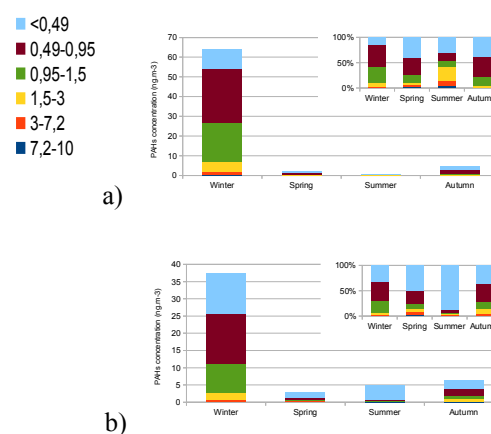 <0,49
0,49-0,95
0,95-1,5
1,5-3
3-7,2
7,2-10
a)
PAHs concentration (ng.m-3)
70
60
50
40
30
20
10
0
Winter
Spring
Summer
Autumn
100%
50%
0%
Winter
Spring
Summer
Autumn
b)
PAHs concentration (ng.m-3)
40
35
30
25
20
15
10
5
0
Winter
Spring
Summer
Autumn
100%
50%
0%
Winter
Spring
Summer
Autum